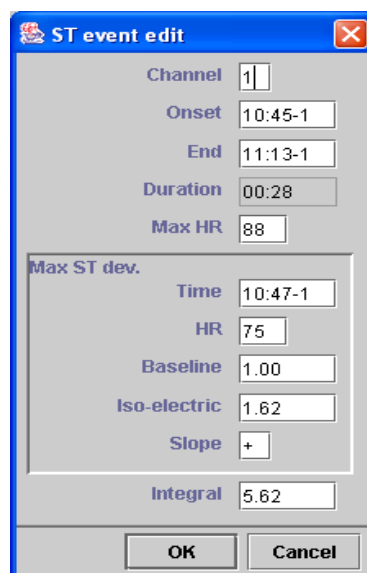 ST event edit
Channel 1
Onset 10:45-1
End 11:13-1
Duration 00:28
Max HR 88
Max ST dev.
Time 10:47-1
HR 75
Baseline 1.00
Iso-electric 1.62
Slope +
Integral 5.62
OK Cancel